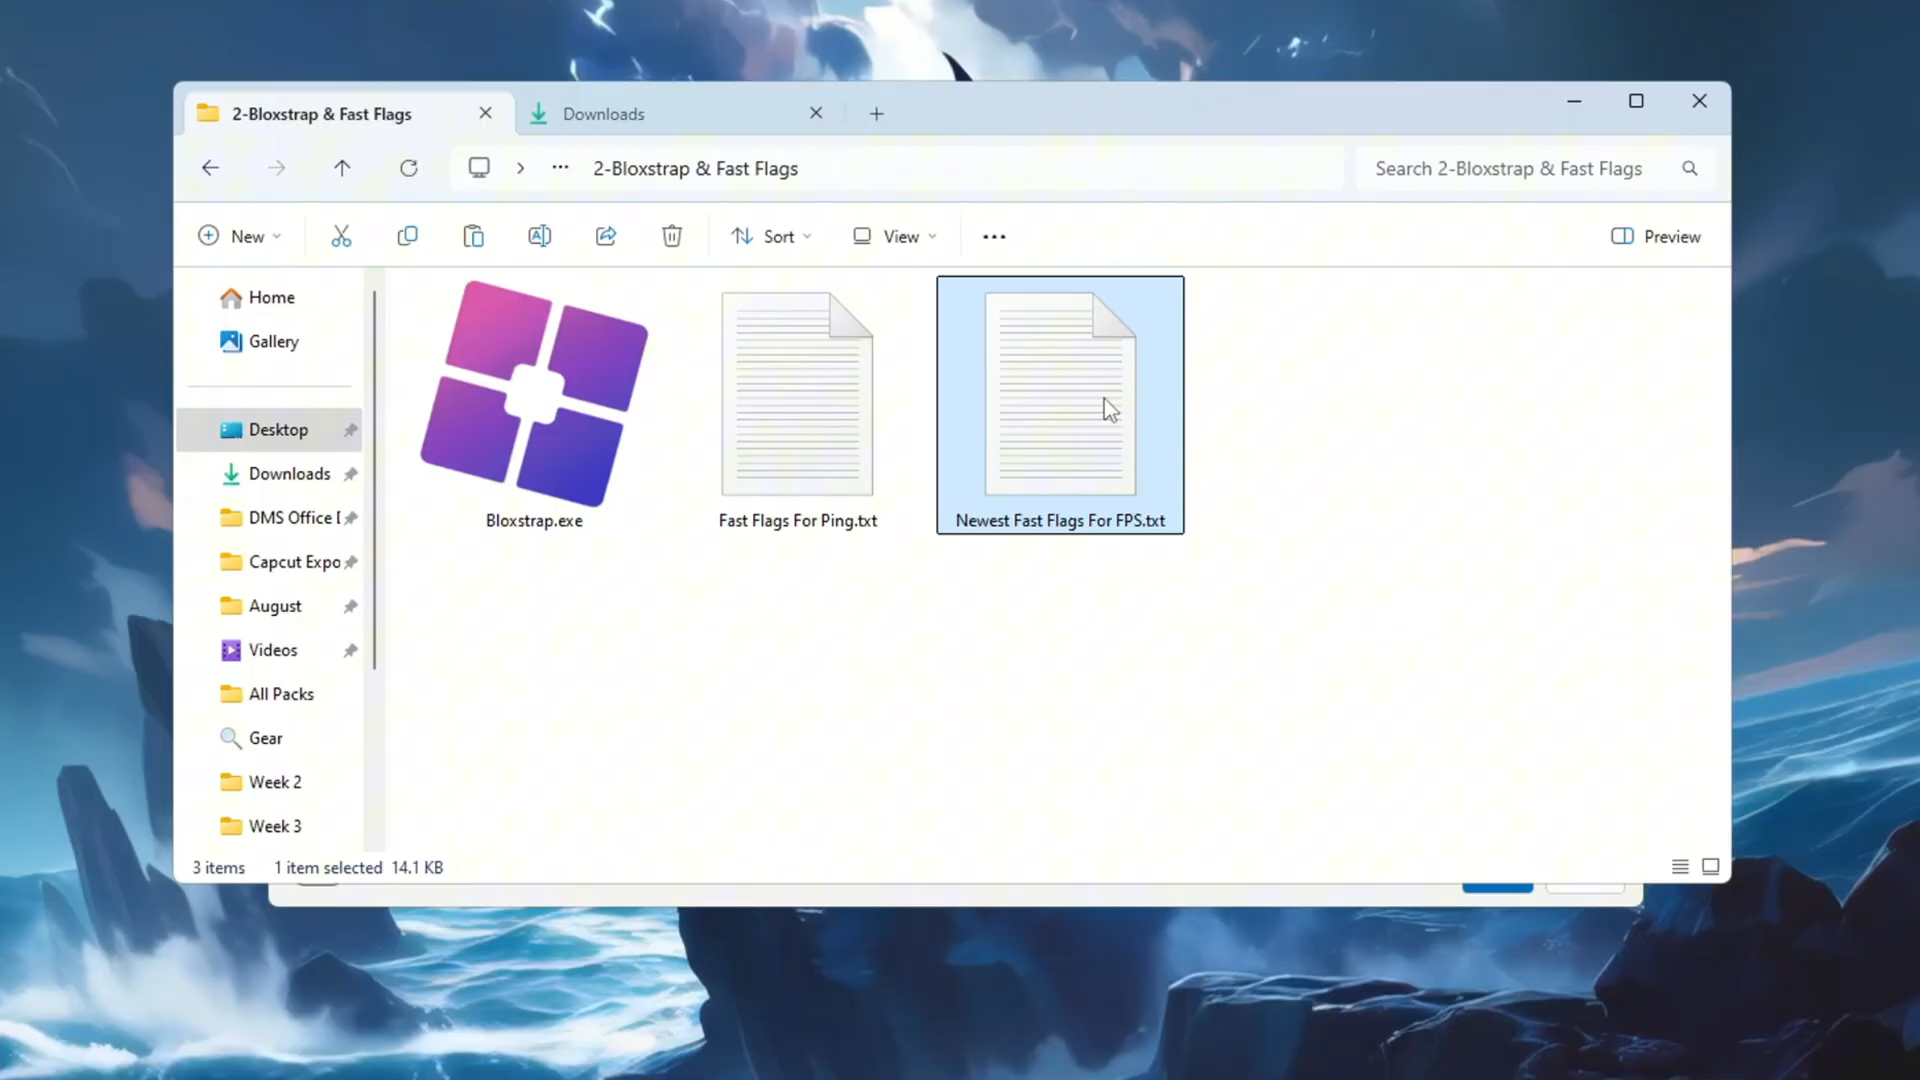 2-Bloxstrap & Fast Flags
Downloads
2-Bloxstrap & Fast Flags
Search 2-Bloxstrap & Fast Flags
New
Sort
View
Preview
Home
Gallery
Desktop
Downloads
DMS Office [
Capcut Expo
August
Videos
All Packs
Gear
Week 2
Week 3
Bloxstrap.exe
Fast Flags For Ping.txt
Newest Fast Flags For FPS.txt
3 items 1 item selected 14.1 KB